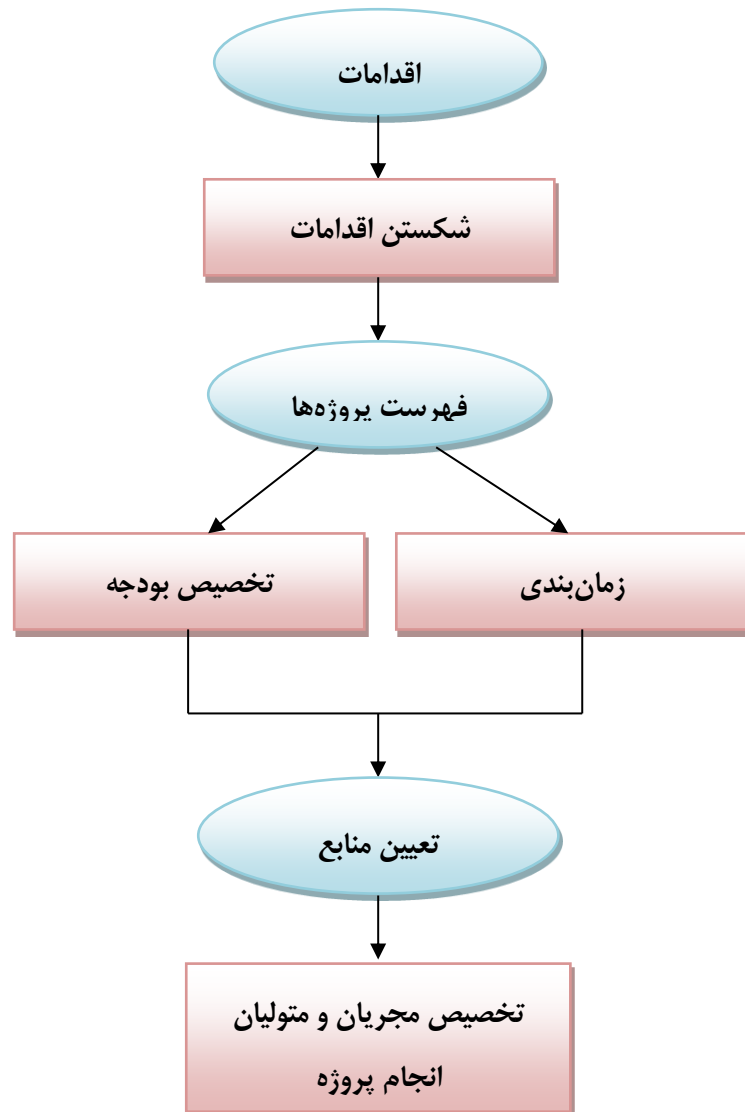 اقدامات
شکستن اقدامات
فهرست پروژه‌ها
زمان‌بندی
تخصیص بودجه
تعیین منابع
تخصیص مجریان و متولیان
انجام پروژه